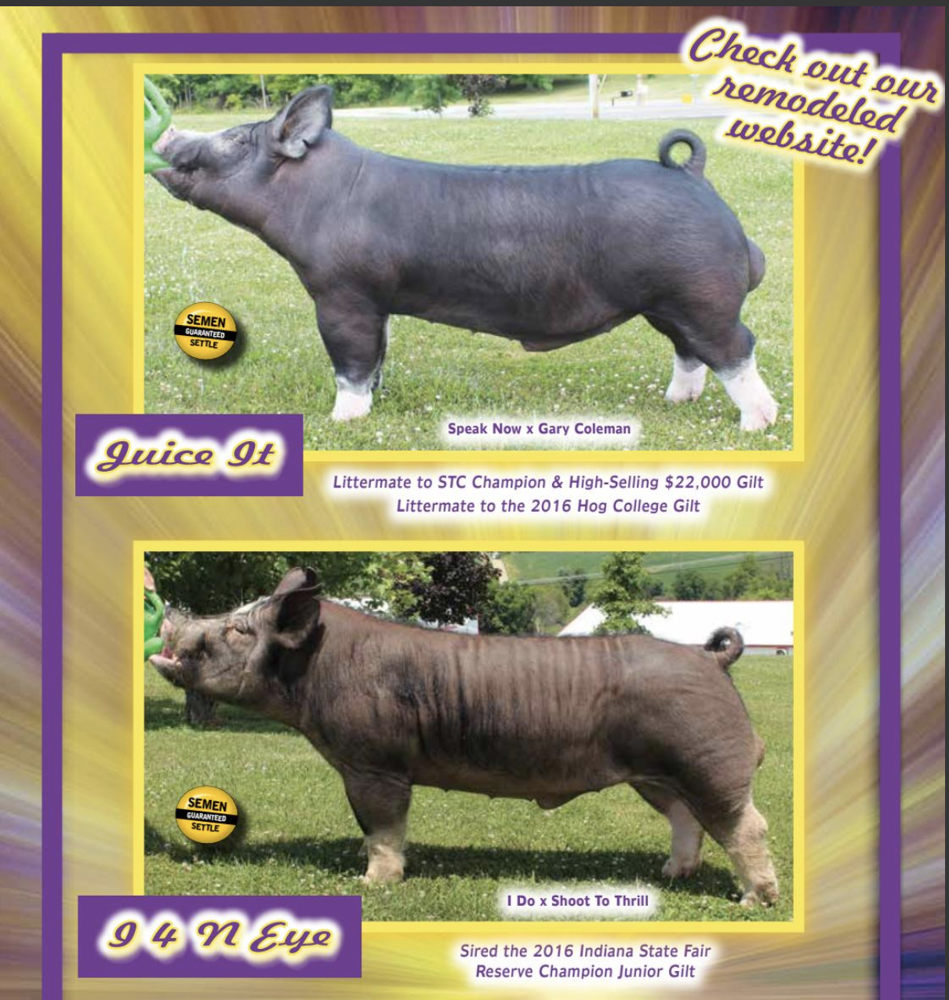 Check out our
remodeled
website!
SEMEN
GUARANTEED
SETTLE
Speak Now x Gary Coleman
Juice It
Littermate to STC Champion & High-Selling $22,000 Gilt
Littermate to the 2016 Hog College Gilt
SEMEN
GUARANTEED
SETTLE
I Do x Shoot To Thrill
I 4 N Eye
Sired the 2016 Indiana State Fair
Reserve Champion Junior Gilt